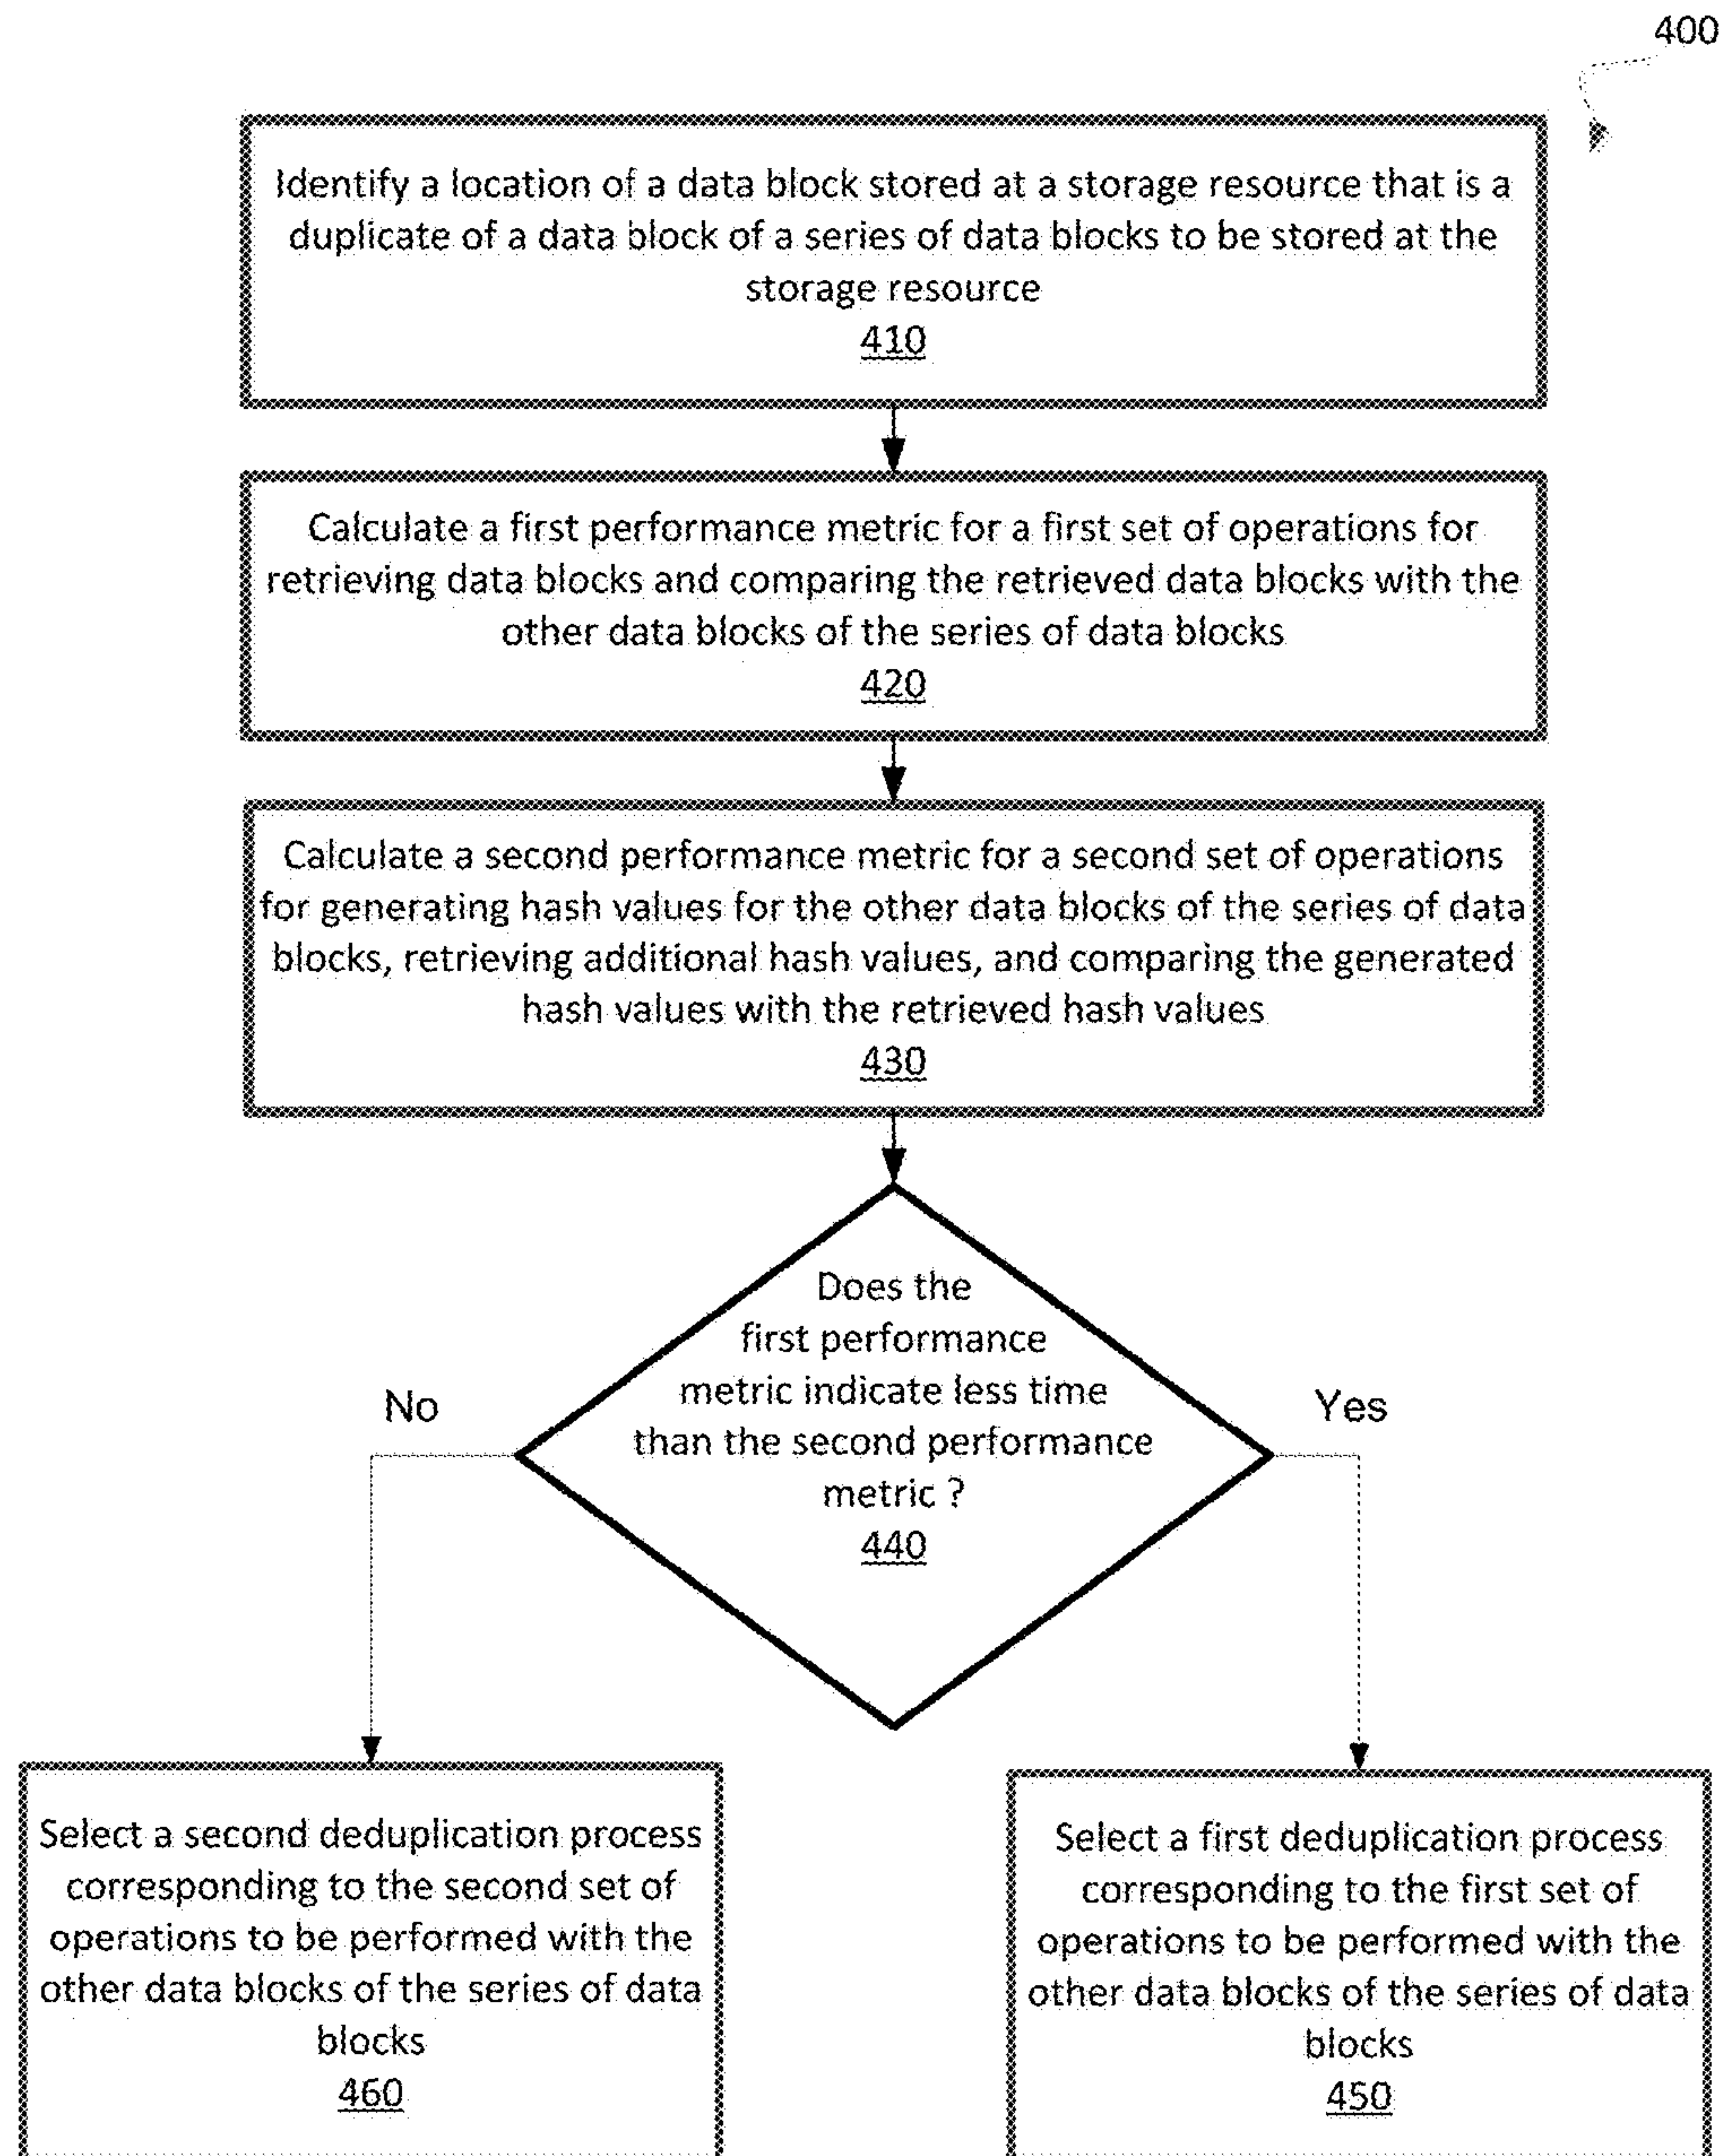 400
Identify a location of a data block stored at a storage resource that is a
duplicate of a data block of a series of data blocks to be stored at the
storage resource
410
Calculate a first performance metric for a first set of operations for
retrieving data blocks and comparing the retrieved data blocks with the
other data blocks of the series of data blocks
420
Calculate a second performance metric for a second set of operations
for generating hash values for the other data blocks of the series of data
blocks, retrieving additional hash values, and comparing the generated
hash values with the retrieved hash values
430
Does the
first performance
metric indicate less time
than the second performance
metric ?
440
No
Yes
Select a second deduplication process
corresponding to the second set of
operations to be performed with the
other data blocks of the series of data
blocks
460
Select a first deduplication process
corresponding to the first set of
operations to be performed with the
other data blocks of the series of data
blocks
450